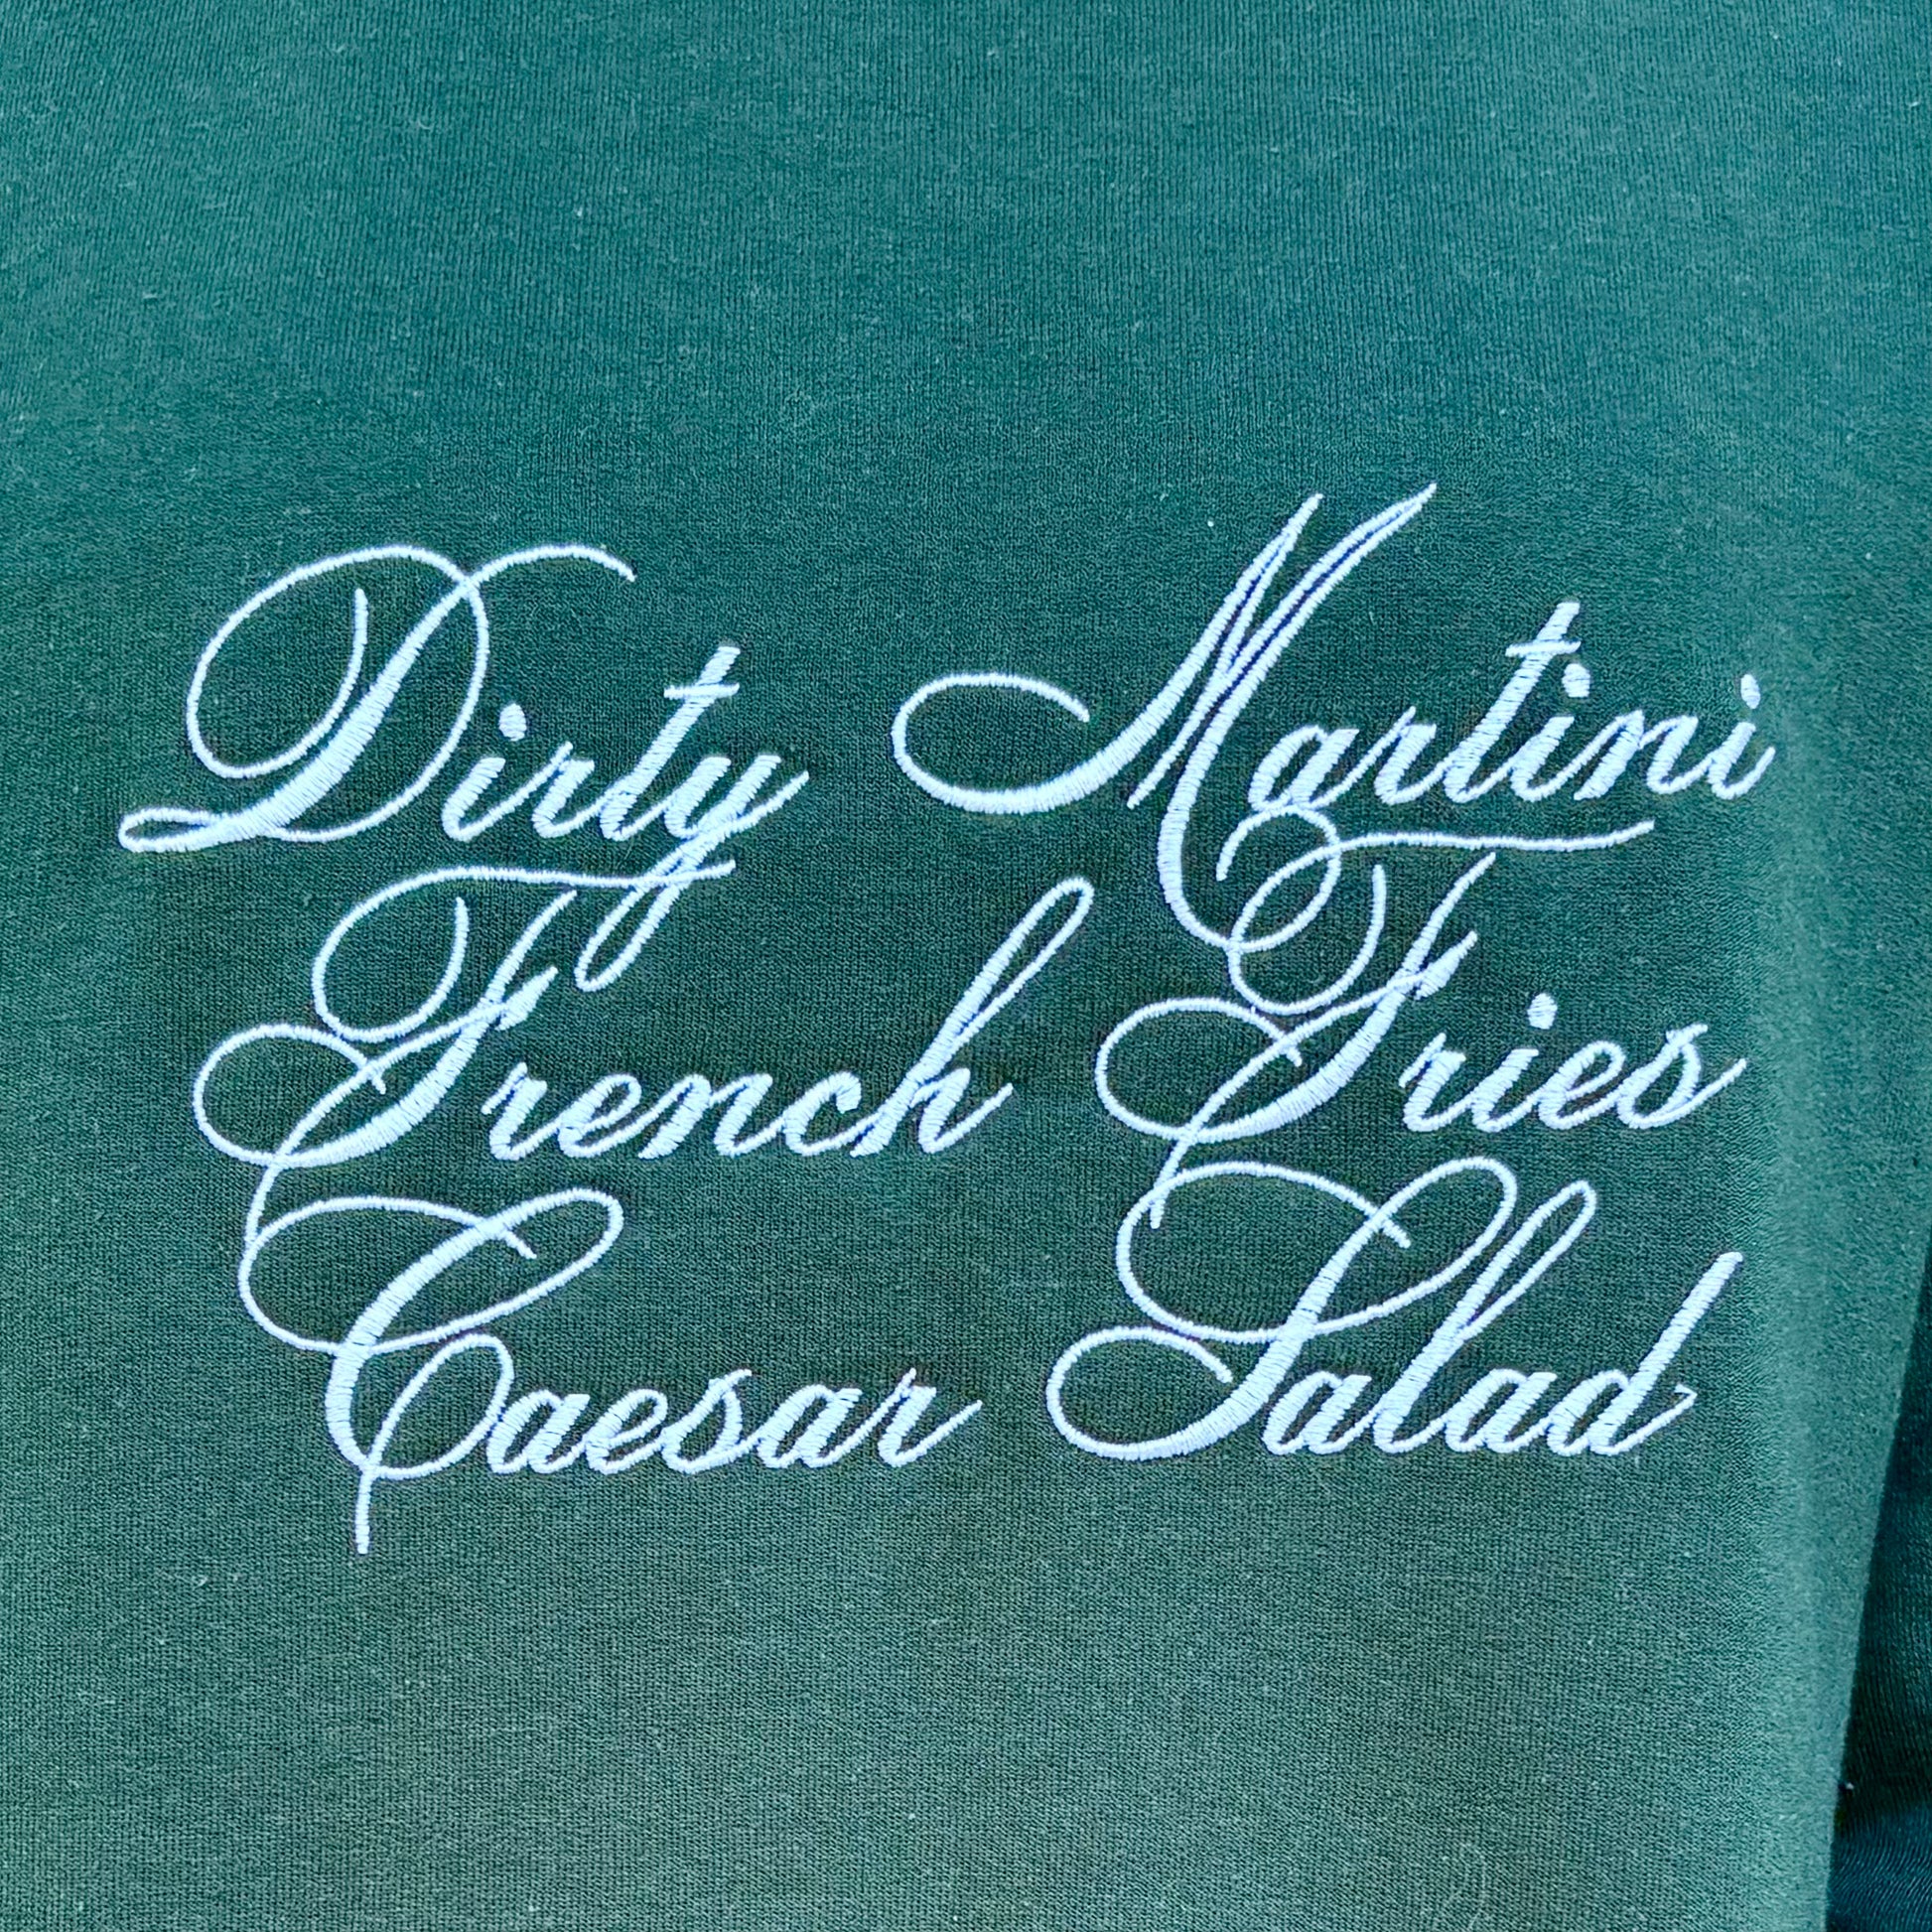 Dirty Martini
French Fries
Caesar Salad